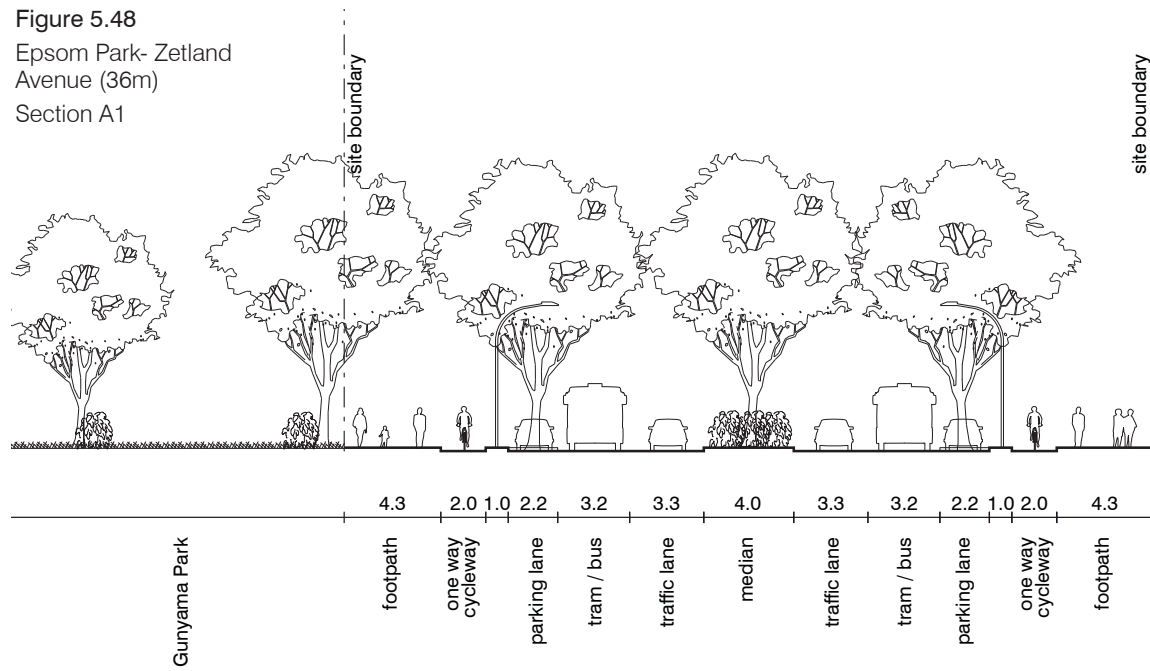 Figure 5.48
Epsom Park- Zetland
Avenue (36m)
Section A1
site boundary
site boundary
4.3 2.0 1.0 2.2 3.2 3.3 4.0 3.3 3.2 2.2 1.0 2.0 4.3
Gunyama Park
footpath
one way
cycleway
parking lane
tram / bus
traffic lane
median
traffic lane
tram / bus
parking lane
one way
cycleway
footpath